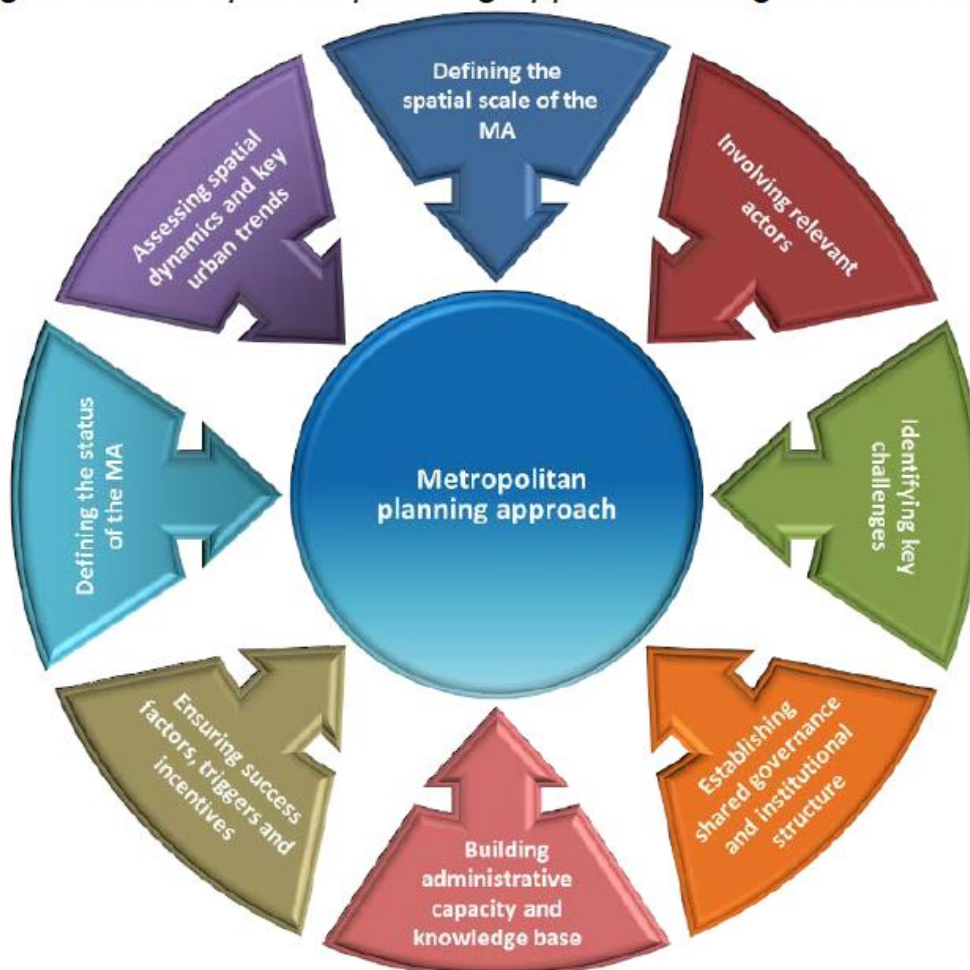 Defining the
spatial scale of the
MA
Involving relevant
actors
Identifying key
challenges
Establishing
shared governance
and institutional
structure
Building
administrative
capacity and
knowledge base
Ensuring success
factors, triggers and
incentives
Defining the status
of the MA
Assessing spatial
dynamics and key
urban trends
Metropolitan
planning approach